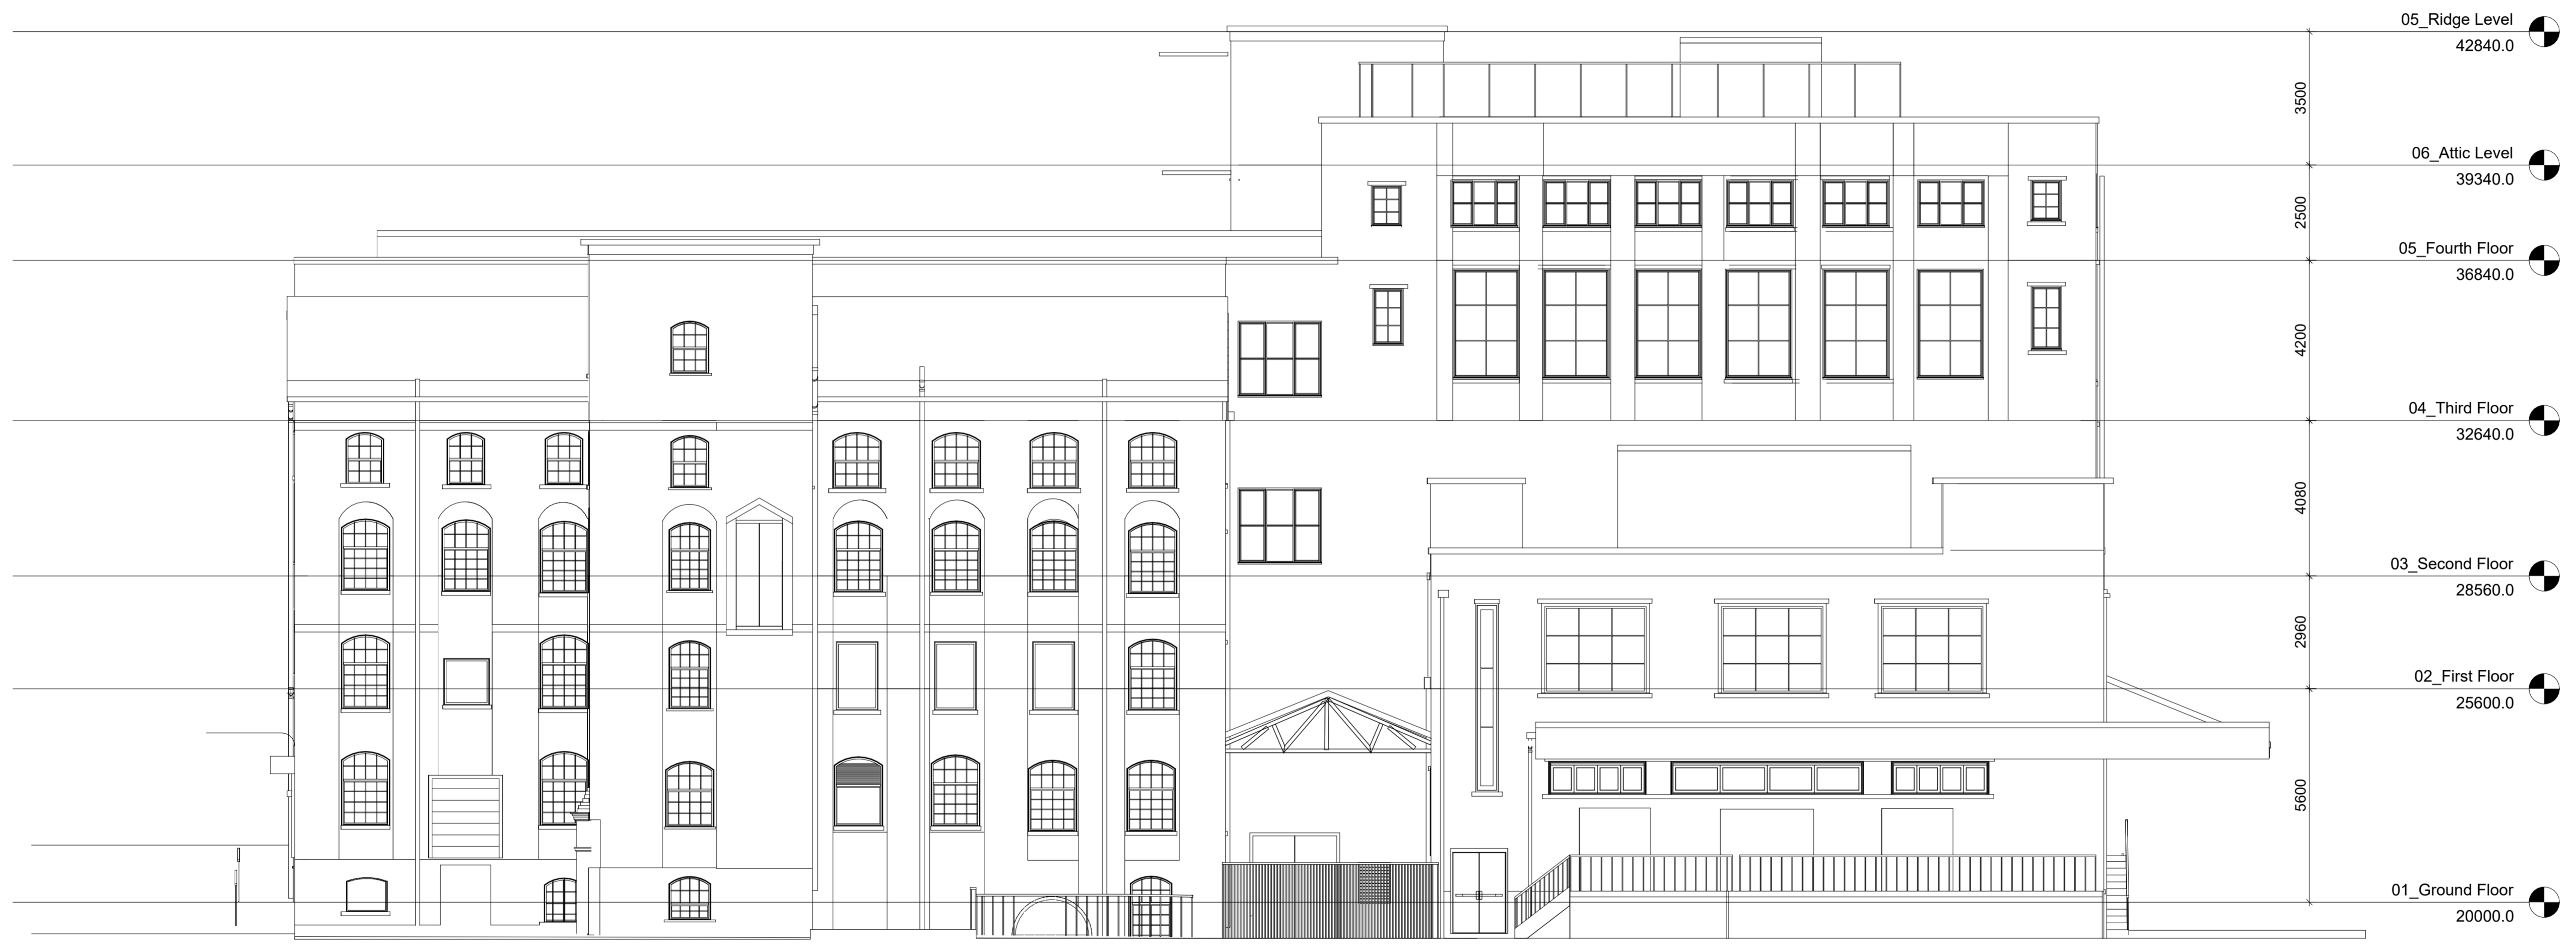 05_Ridge Level
42840.0
3500
06_Attic Level
39340.0
2500
05_Fourth Floor
36840.0
4200
04_Third Floor
32640.0
4080
03_Second Floor
28560.0
2960
02_First Floor
25600.0
5600
01_Ground Floor
20000.0